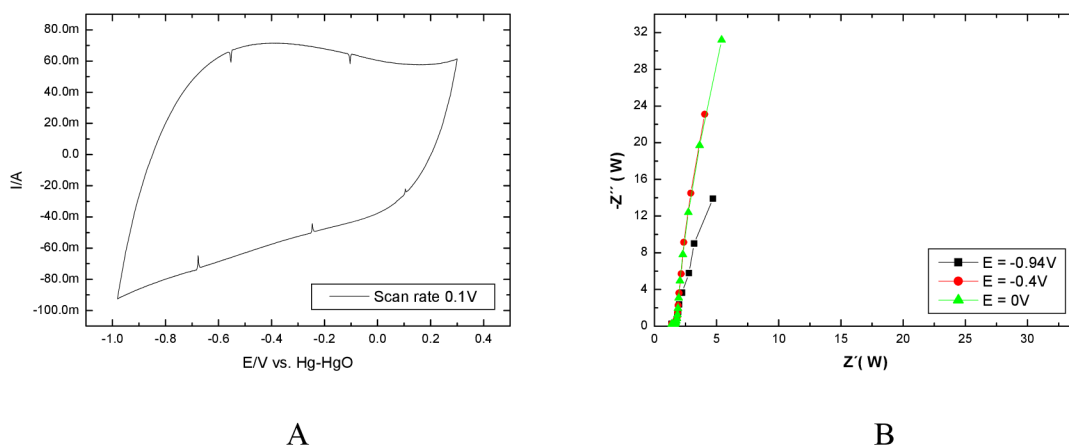 80.0m
60.0m
40.0m
20.0m
0.0
-20.0m
-40.0m
-60.0m
-80.0m
-100.0m
I/A
-1.0 -0.8 -0.6 -0.4 -0.2 0.0 0.2 0.4
E/V vs. Hg-HgO
Scan rate 0.1V
A
32
28
24
20
16
12
8
4
0
-Z´´ ( W)
0 5 10 15 20 25 30
Z´( W)
E = -0.94V
E = -0.4V
E = 0V
B